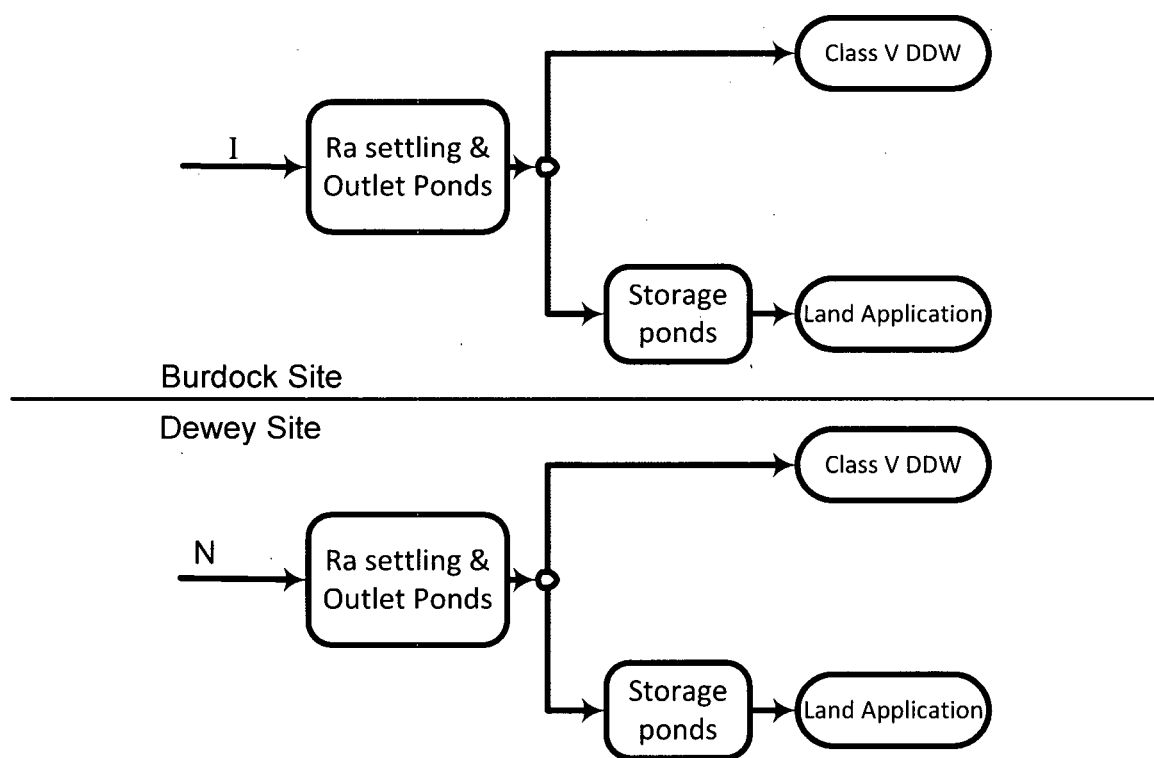 Class V DDW
I
Ra settling &
Outlet Ponds
Storage
ponds
Land Application
Burdock Site
Dewey Site
Class V DDW
N
Ra settling &
Outlet Ponds
Storage
ponds
Land Application